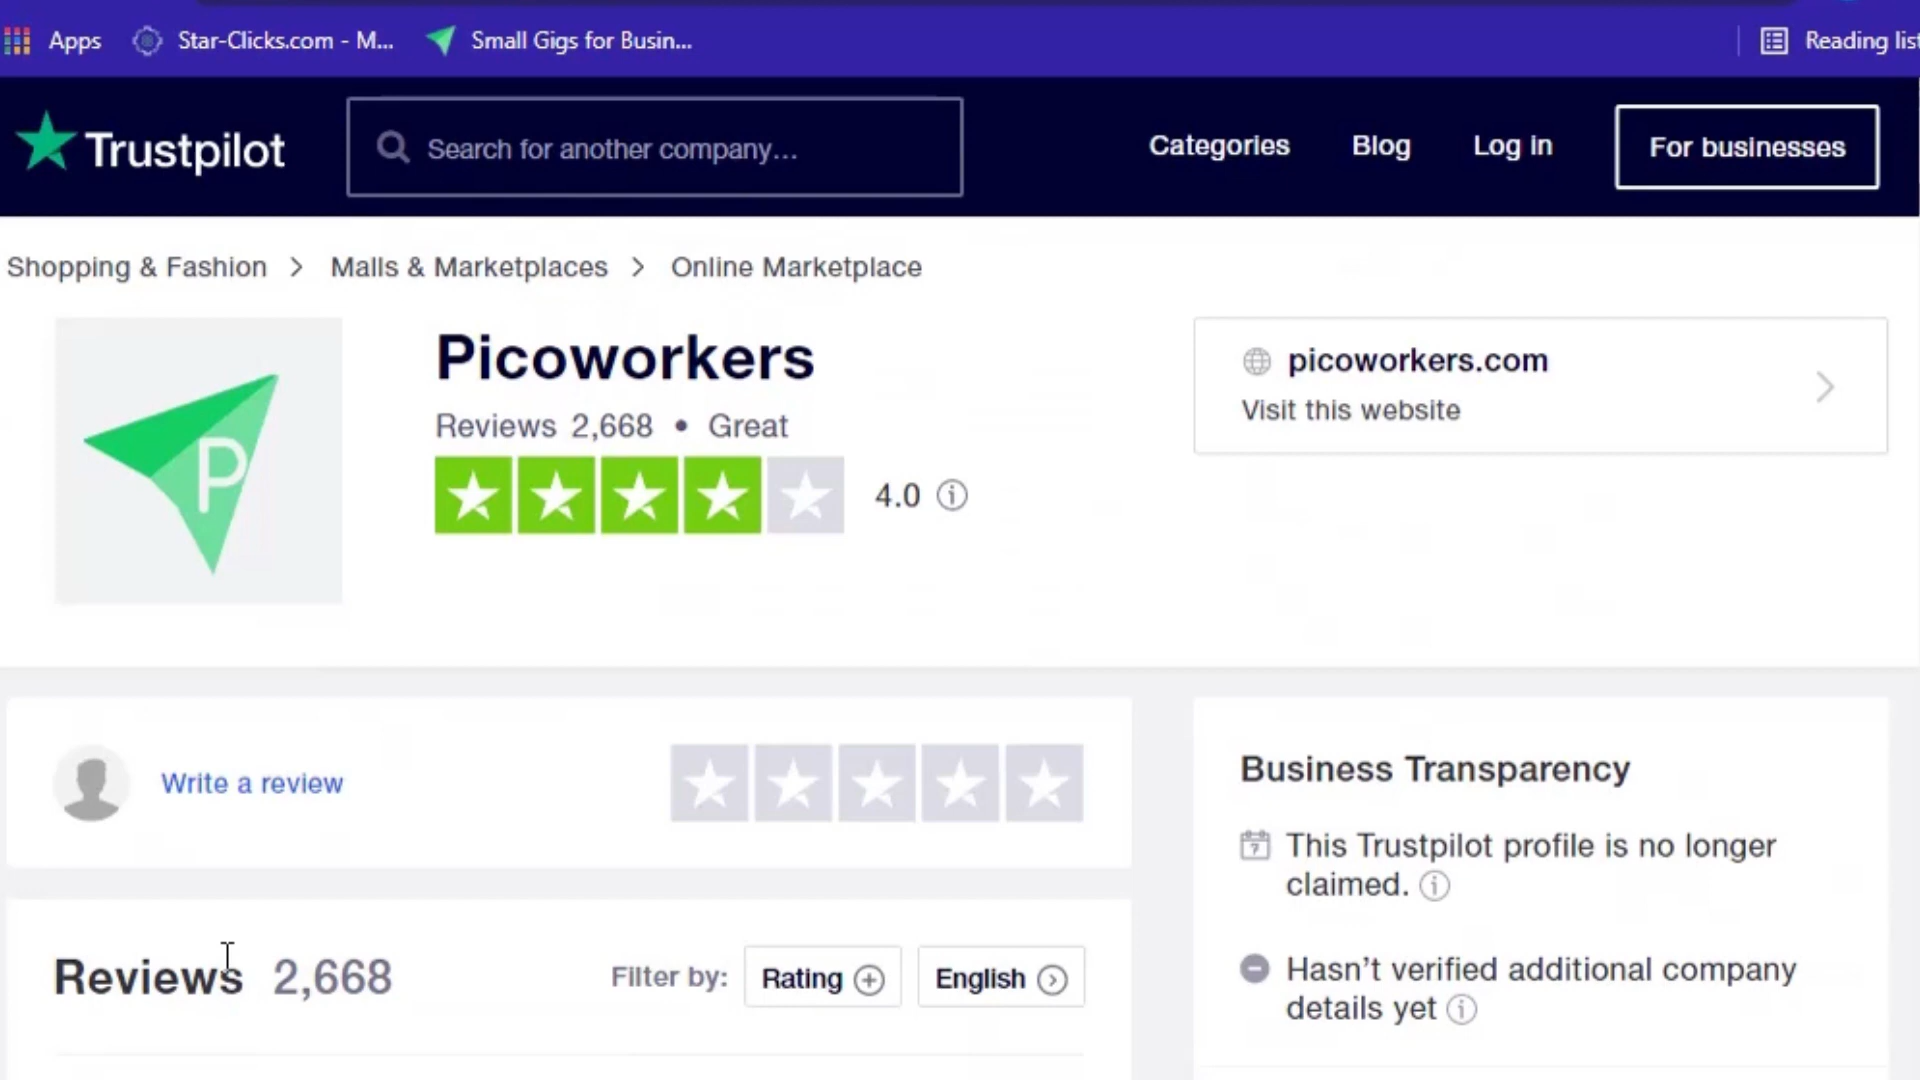 Apps Star-Clicks.com - M... Small Gigs for Busin... Reading list
Trustpilot Search for another company... Categories Blog Log in For businesses
Shopping & Fashion > Malls & Marketplaces > Online Marketplace
P
Picoworkers
Reviews 2,668 • Great
4.0
picoworkers.com
Visit this website
Write a review
Reviews 2,668 Filter by: Rating English
Business Transparency
This Trustpilot profile is no longer
claimed.
Hasn't verified additional company
details yet